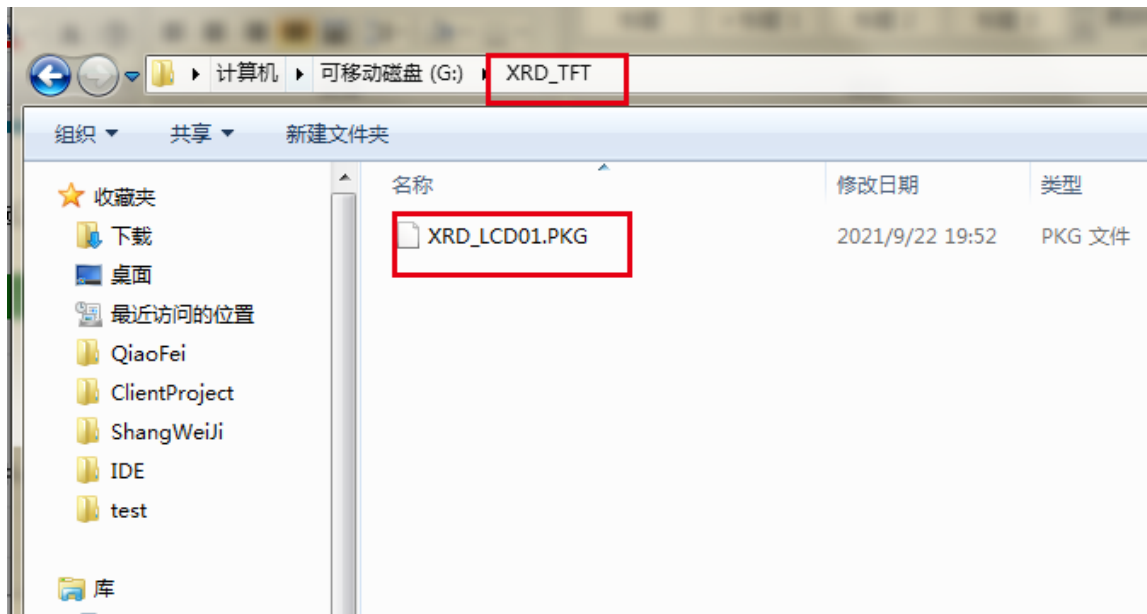 计算机 可移动磁盘 (G:) XRD_TFT
组织 共享 新建文件夹
名称 修改日期 类型
收藏夹
XRD_LCD01.PKG 2021/9/22 19:52 PKG 文件
下载
桌面
最近访问的位置
QiaoFei
ClientProject
ShangWeiJi
IDE
test
库